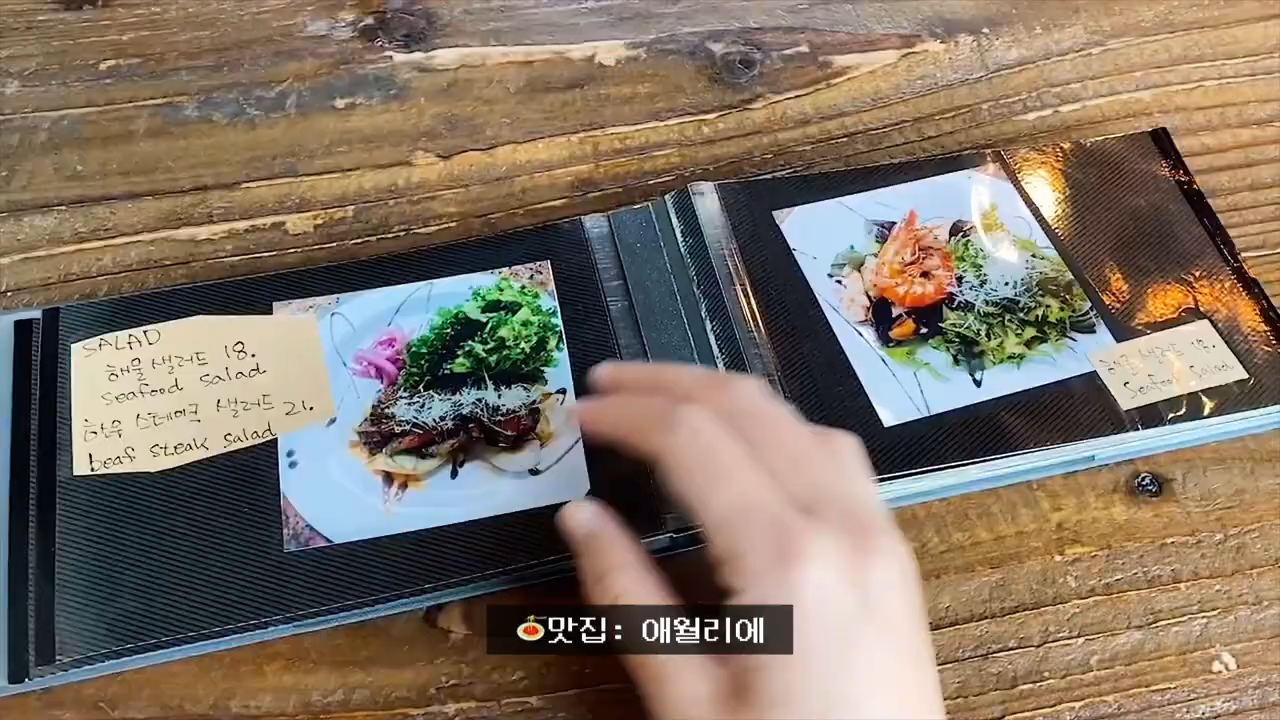 SALAD
해물 샐러드 18.
seafood salad
한우 스테이크 샐러드 21.
beaf steak salad
해물 샐러드 18.
Seafood Salad
맛집: 애월리에